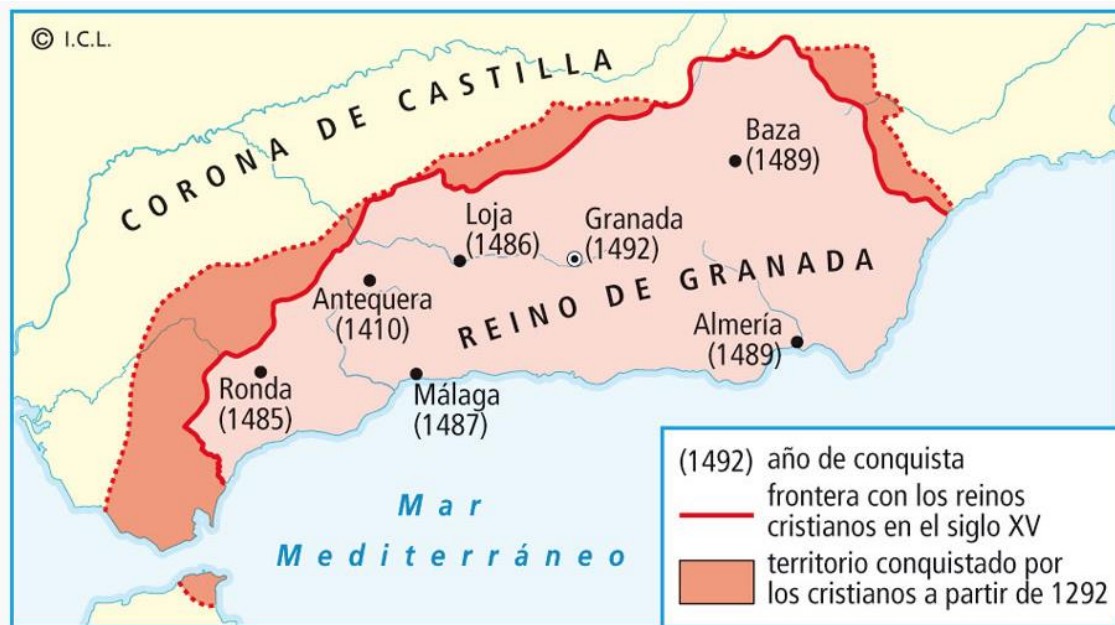 © I.C.L.
CORONA DE CASTILLA
Baza
(1489)
Loja
(1486)
Granada
(1492)
Antequera
(1410)
REINO DE GRANADA
Almería
(1489)
Ronda
(1485)
Málaga
(1487)
Mar
Mediterráneo
(1492) año de conquista
frontera con los reinos
cristianos en el siglo XV
territorio conquistado por
los cristianos a partir de 1292